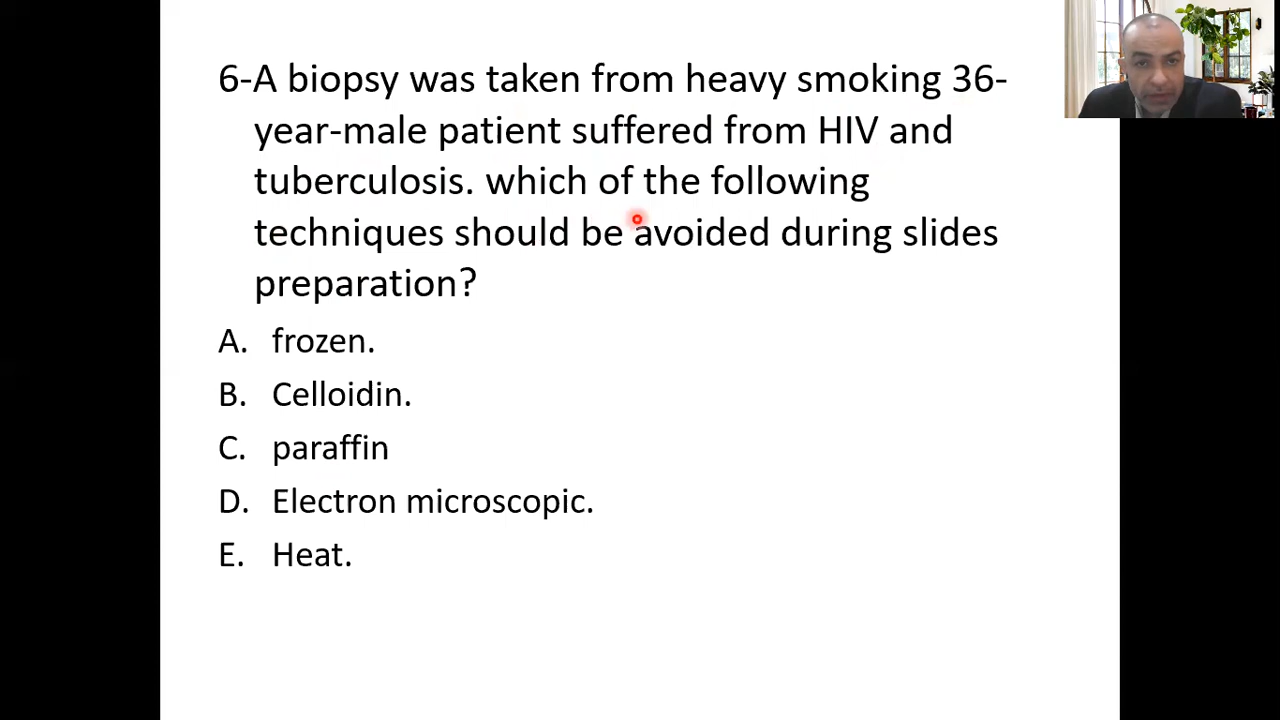 6-A biopsy was taken from heavy smoking 36-
year-male patient suffered from HIV and
tuberculosis. which of the following
techniques should be avoided during slides
preparation?
A. frozen.
B. Celloidin.
C. paraffin
D. Electron microscopic.
E. Heat.